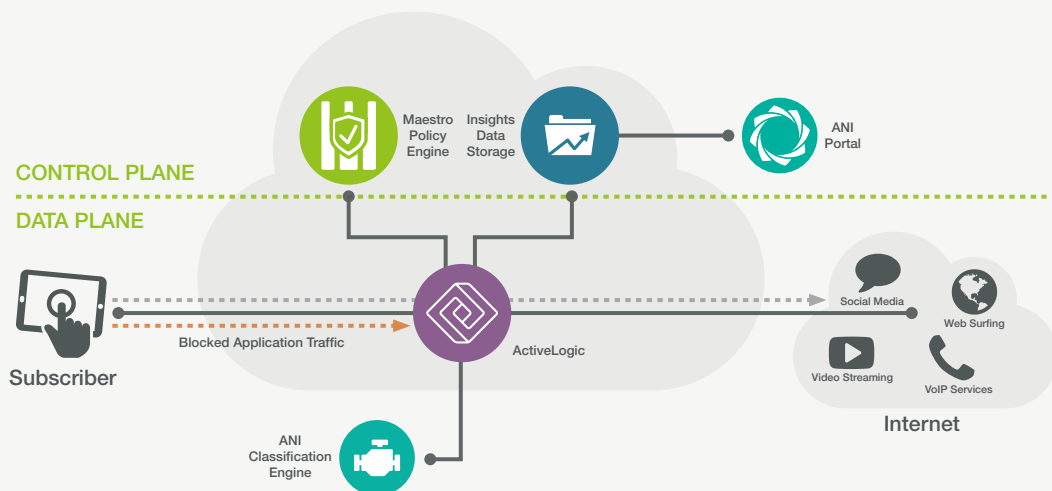 Maestro
Policy
Engine
Insights
Data
Storage
ANI
Portal
CONTROL PLANE
DATA PLANE
Social Media
Web Surfing
Blocked Application Traffic
ActiveLogic
Subscriber
Video Streaming
VoIP Services
Internet
ANI
Classification
Engine